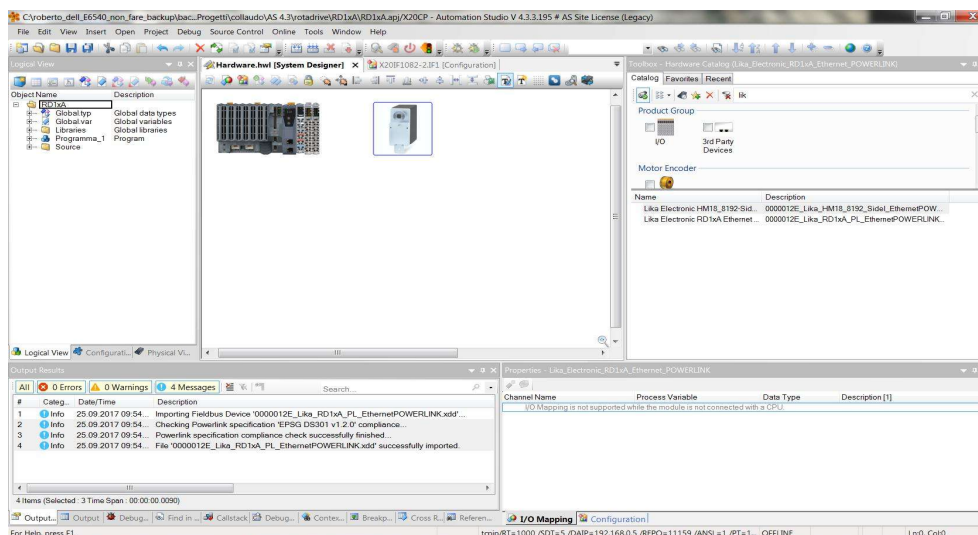 C:\roberto_dell_E6540_non_fare_backup\bac...Progetti\collaudo\AS 4.3\rotadrive\RD1xA\RD1xA.apj/X20CP - Automation Studio V 4.3.3.195 # AS Site License (Legacy)
File Edit View Insert Open Project Debug Source Control Online Tools Window Help
Logical View
Object Name Description
RD1xA
Global.typ Global data types
Global.var Global variables
Libraries Global libraries
Programma_1 Program
Source
Logical View Configurati... Physical Vi...
Hardware.hwl [System Designer] X20IF1082-2.IF1 [Configuration]
Toolbox - Hardware Catalog (Lika_Electronic_RD1xA_Ethernet_POWERLINK)
Catalog Favorites Recent
lik
Product Group
I/O 3rd Party Devices
Motor Encoder
Name Description
Lika Electronic HM18_8192-Sid... 0000012E_Lika_HM18_8192_Sidel_EthernetPOW...
Lika Electronic RD1xA Ethernet ... 0000012E_Lika_RD1xA_PL_EthernetPOWERLINK...
Output Results
All 0 Errors 0 Warnings 4 Messages Search...
# Categ... Date/Time Description
1 Info 25.09.2017 09:54... Importing Fieldbus Device '0000012E_Lika_RD1xA_PL_EthernetPOWERLINK.xdd'...
2 Info 25.09.2017 09:54... Checking Powerlink specification 'EPSG DS301 v1.2.0' compliance...
3 Info 25.09.2017 09:54... Powerlink specification compliance check successfully finished...
4 Info 25.09.2017 09:54... File '0000012E_Lika_RD1xA_PL_EthernetPOWERLINK.xdd' successfully imported.
4 Items (Selected : 3 Time Span : 00:00:00.0090)
Output... Output Debug... Find in ... Callstack Debug... Contex... Breakp... Cross R... Referen...
Properties - Lika_Electronic_RD1xA_Ethernet_POWERLINK
Channel Name Process Variable Data Type Description [1]
I/O Mapping is not supported while the module is not connected with a CPU.
I/O Mapping Configuration
For Help, press F1 tcpip/RT=1000 /SDT=5 /DAIP=192.168.0.5 /REPO=11159 /ANSL=1 /PT=1... OFFLINE Ln:0, Col:0